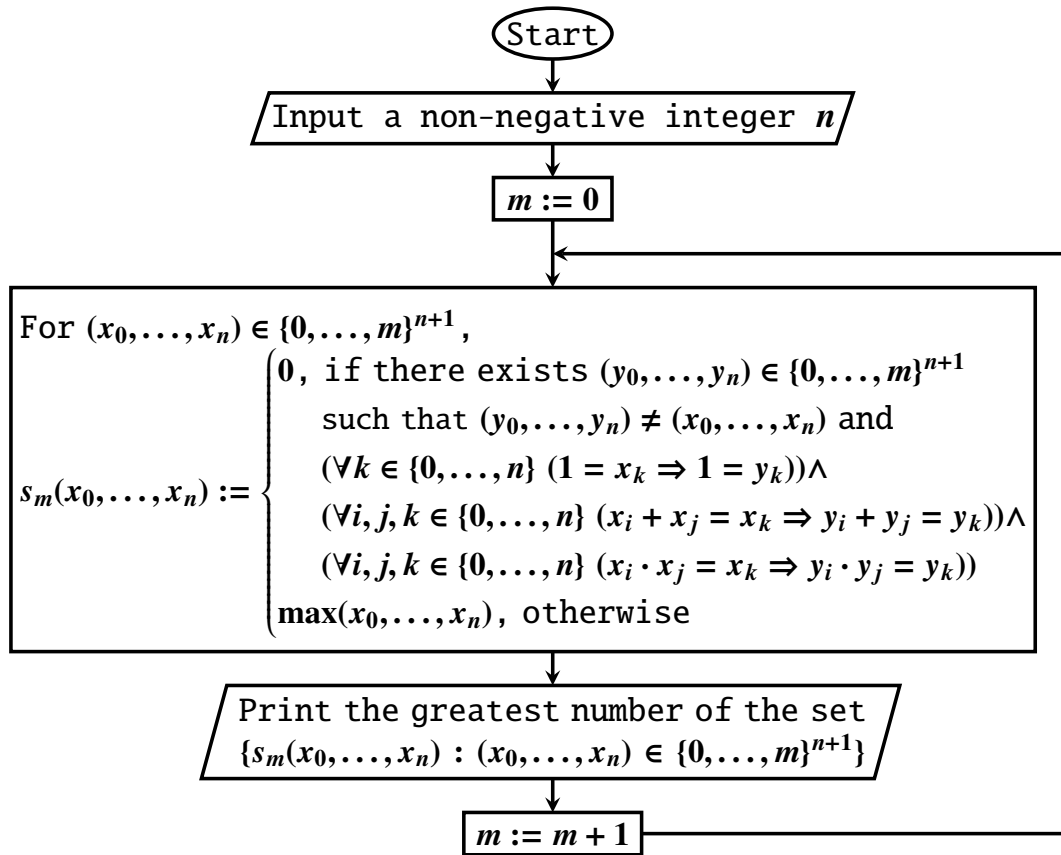 Start
Input a non-negative integer n
m := 0
For (x₀,…,xₙ) ∈ {0,…,m}ⁿ⁺¹,
0, if there exists (y₀,…,yₙ) ∈ {0,…,m}ⁿ⁺¹
such that (y₀,…,yₙ) ≠ (x₀,…,xₙ) and
(∀k ∈ {0,…,n} (1 = xₖ ⇒ 1 = yₖ))∧
sₘ(x₀,…,xₙ) :=
(∀i, j, k ∈ {0,…,n} (xᵢ + xⱼ = xₖ ⇒ yᵢ + yⱼ = yₖ))∧
(∀i, j, k ∈ {0,…,n} (xᵢ · xⱼ = xₖ ⇒ yᵢ · yⱼ = yₖ))
max(x₀,…,xₙ), otherwise
Print the greatest number of the set
{sₘ(x₀,…,xₙ) : (x₀,…,xₙ) ∈ {0,…,m}ⁿ⁺¹}
m := m + 1